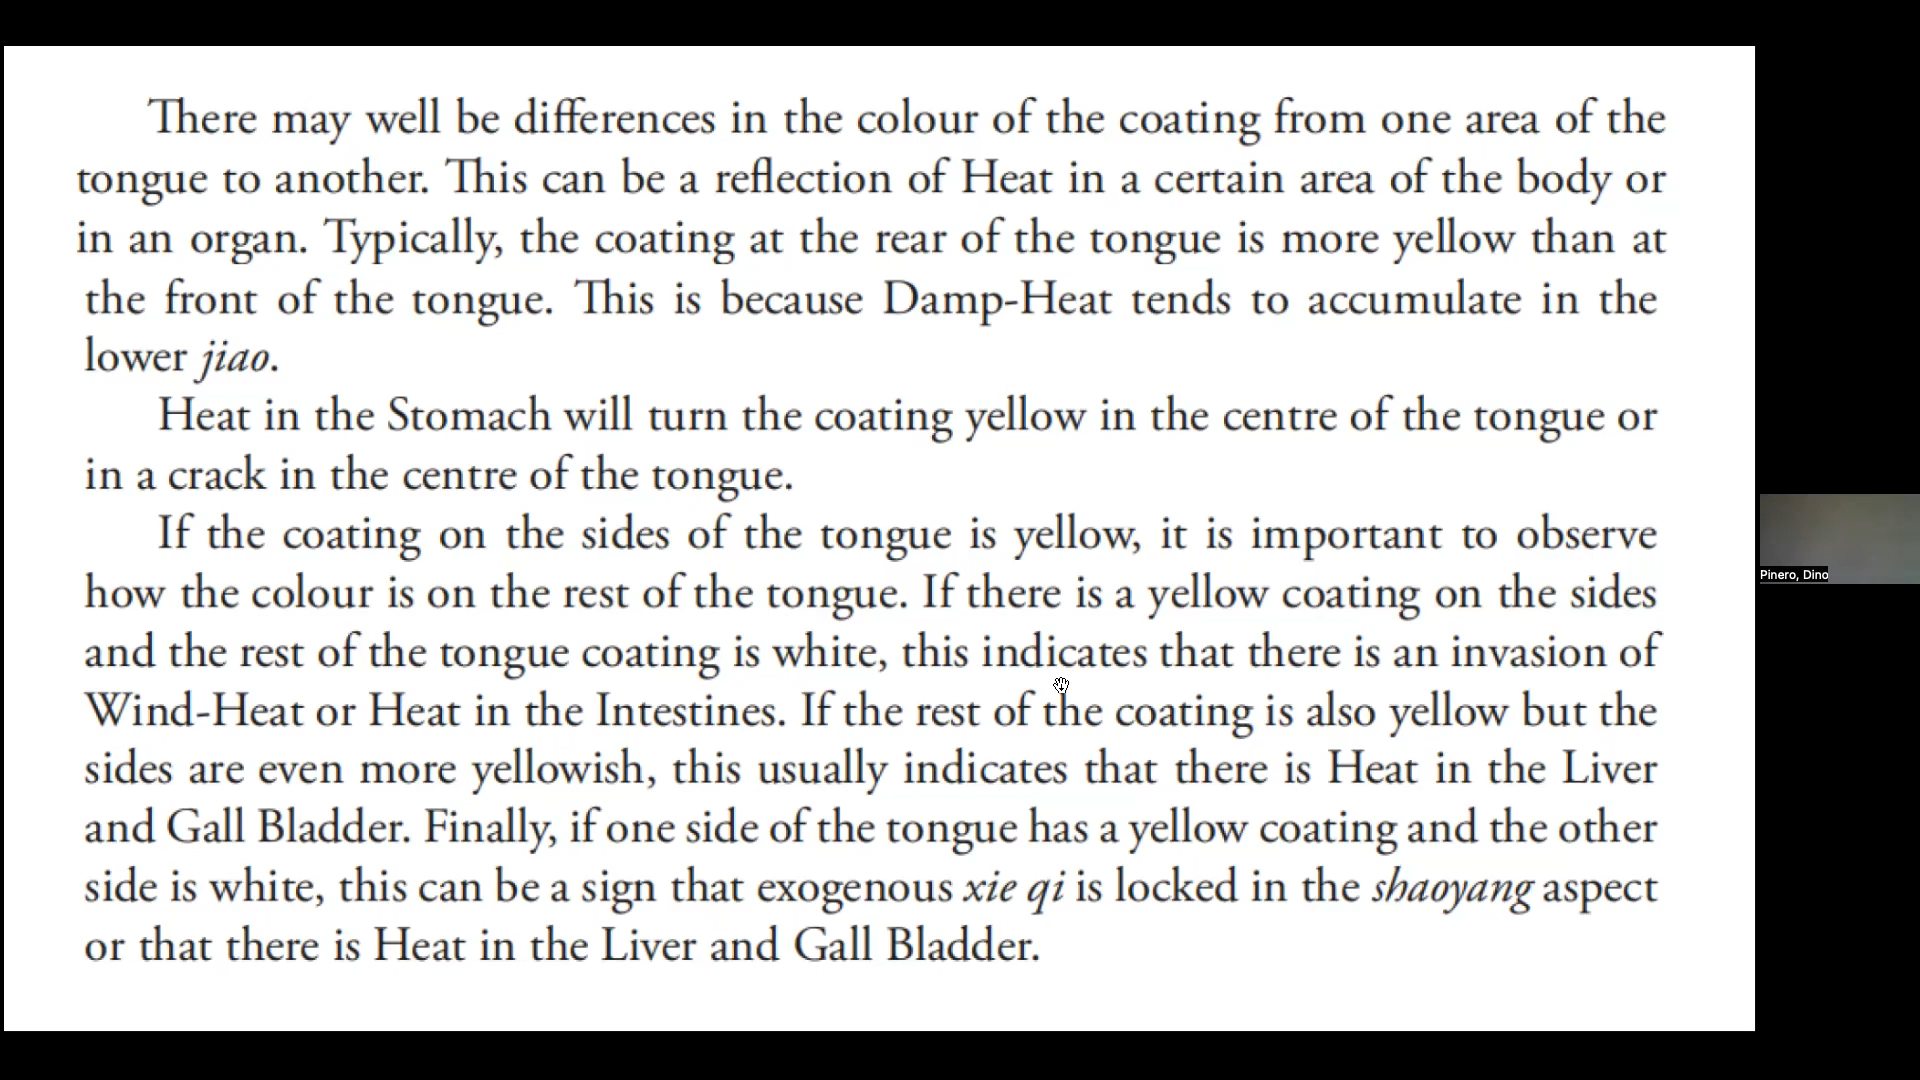 There may well be differences in the colour of the coating from one area of the
tongue to another. This can be a reflection of Heat in a certain area of the body or
in an organ. Typically, the coating at the rear of the tongue is more yellow than at
the front of the tongue. This is because Damp-Heat tends to accumulate in the
lower jiao.
Heat in the Stomach will turn the coating yellow in the centre of the tongue or
in a crack in the centre of the tongue.
If the coating on the sides of the tongue is yellow, it is important to observe
how the colour is on the rest of the tongue. If there is a yellow coating on the sides
and the rest of the tongue coating is white, this indicates that there is an invasion of
Wind-Heat or Heat in the Intestines. If the rest of the coating is also yellow but the
sides are even more yellowish, this usually indicates that there is Heat in the Liver
and Gall Bladder. Finally, if one side of the tongue has a yellow coating and the other
side is white, this can be a sign that exogenous xie qi is locked in the shaoyang aspect
or that there is Heat in the Liver and Gall Bladder.
Pinero, Dino